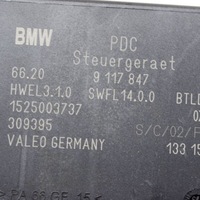 BMW PDC
Steuergeraet
66.20 9 117 847
HWEL3.1.0 SWFL14.0.0 BTLD
1525003737
309395 S/C/02/
VALEO GERMANY 133 15